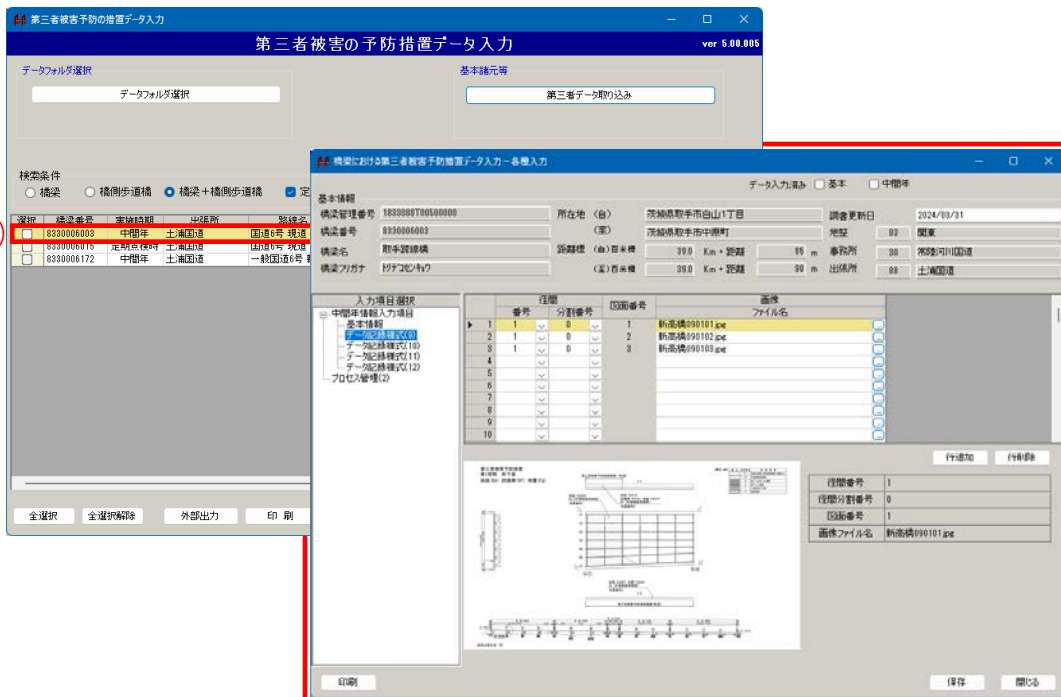 第三者被害予防の措置データ入力
第三者被害の予防措置データ入力
ver 5.00.005
データフォルダ選択
データフォルダ選択
基本諸元等
第三者データ取り込み
検索条件
橋梁 橋側歩道橋 橋梁+橋側歩道橋 定
選択 橋梁番号 実施時期 出張所 路線名
8330006003 中間年 土浦国道 国道6号 現道
8330006015 定期点検時 土浦国道 国道6号 現道
8330006172 中間年 土浦国道 一般国道6号
全選択 全選択解除 外部出力 印 刷
橋梁における第三者被害予防措置データ入力-各種入力
データ入力済み 基本 中間年
基本情報
橋梁管理番号
橋梁番号 8330006003
橋梁名 取手跨線橋
橋梁フリガナ トリデコセンキョウ
所在地 (自) 茨城県取手市白山1丁目
(至) 茨城県取手市中原町
距離標 (自)百米標 39.0 Km + 距離 m
(至)百米標 39.0 Km + 距離 m
調書更新日 2024/03/31
地整 関東
事務所 常陸河川国道
出張所 土浦国道
入力項目選択
中間年情報入力項目
基本情報
データ記録様式(9)
データ記録様式(10)
データ記録様式(11)
データ記録様式(12)
プロセス管理(2)
径間 図面番号 画像
番号 分割番号 ファイル名
1 1 0 1 新高橋090101.jpg
2 1 0 2 新高橋090102.jpg
3 1 0 3 新高橋090103.jpg
4
5
6
7
8
9
10
行追加 行削除
径間番号 1
径間分割番号 0
図面番号 1
画像ファイル名 新高橋090101.jpg
印刷 保存 閉じる